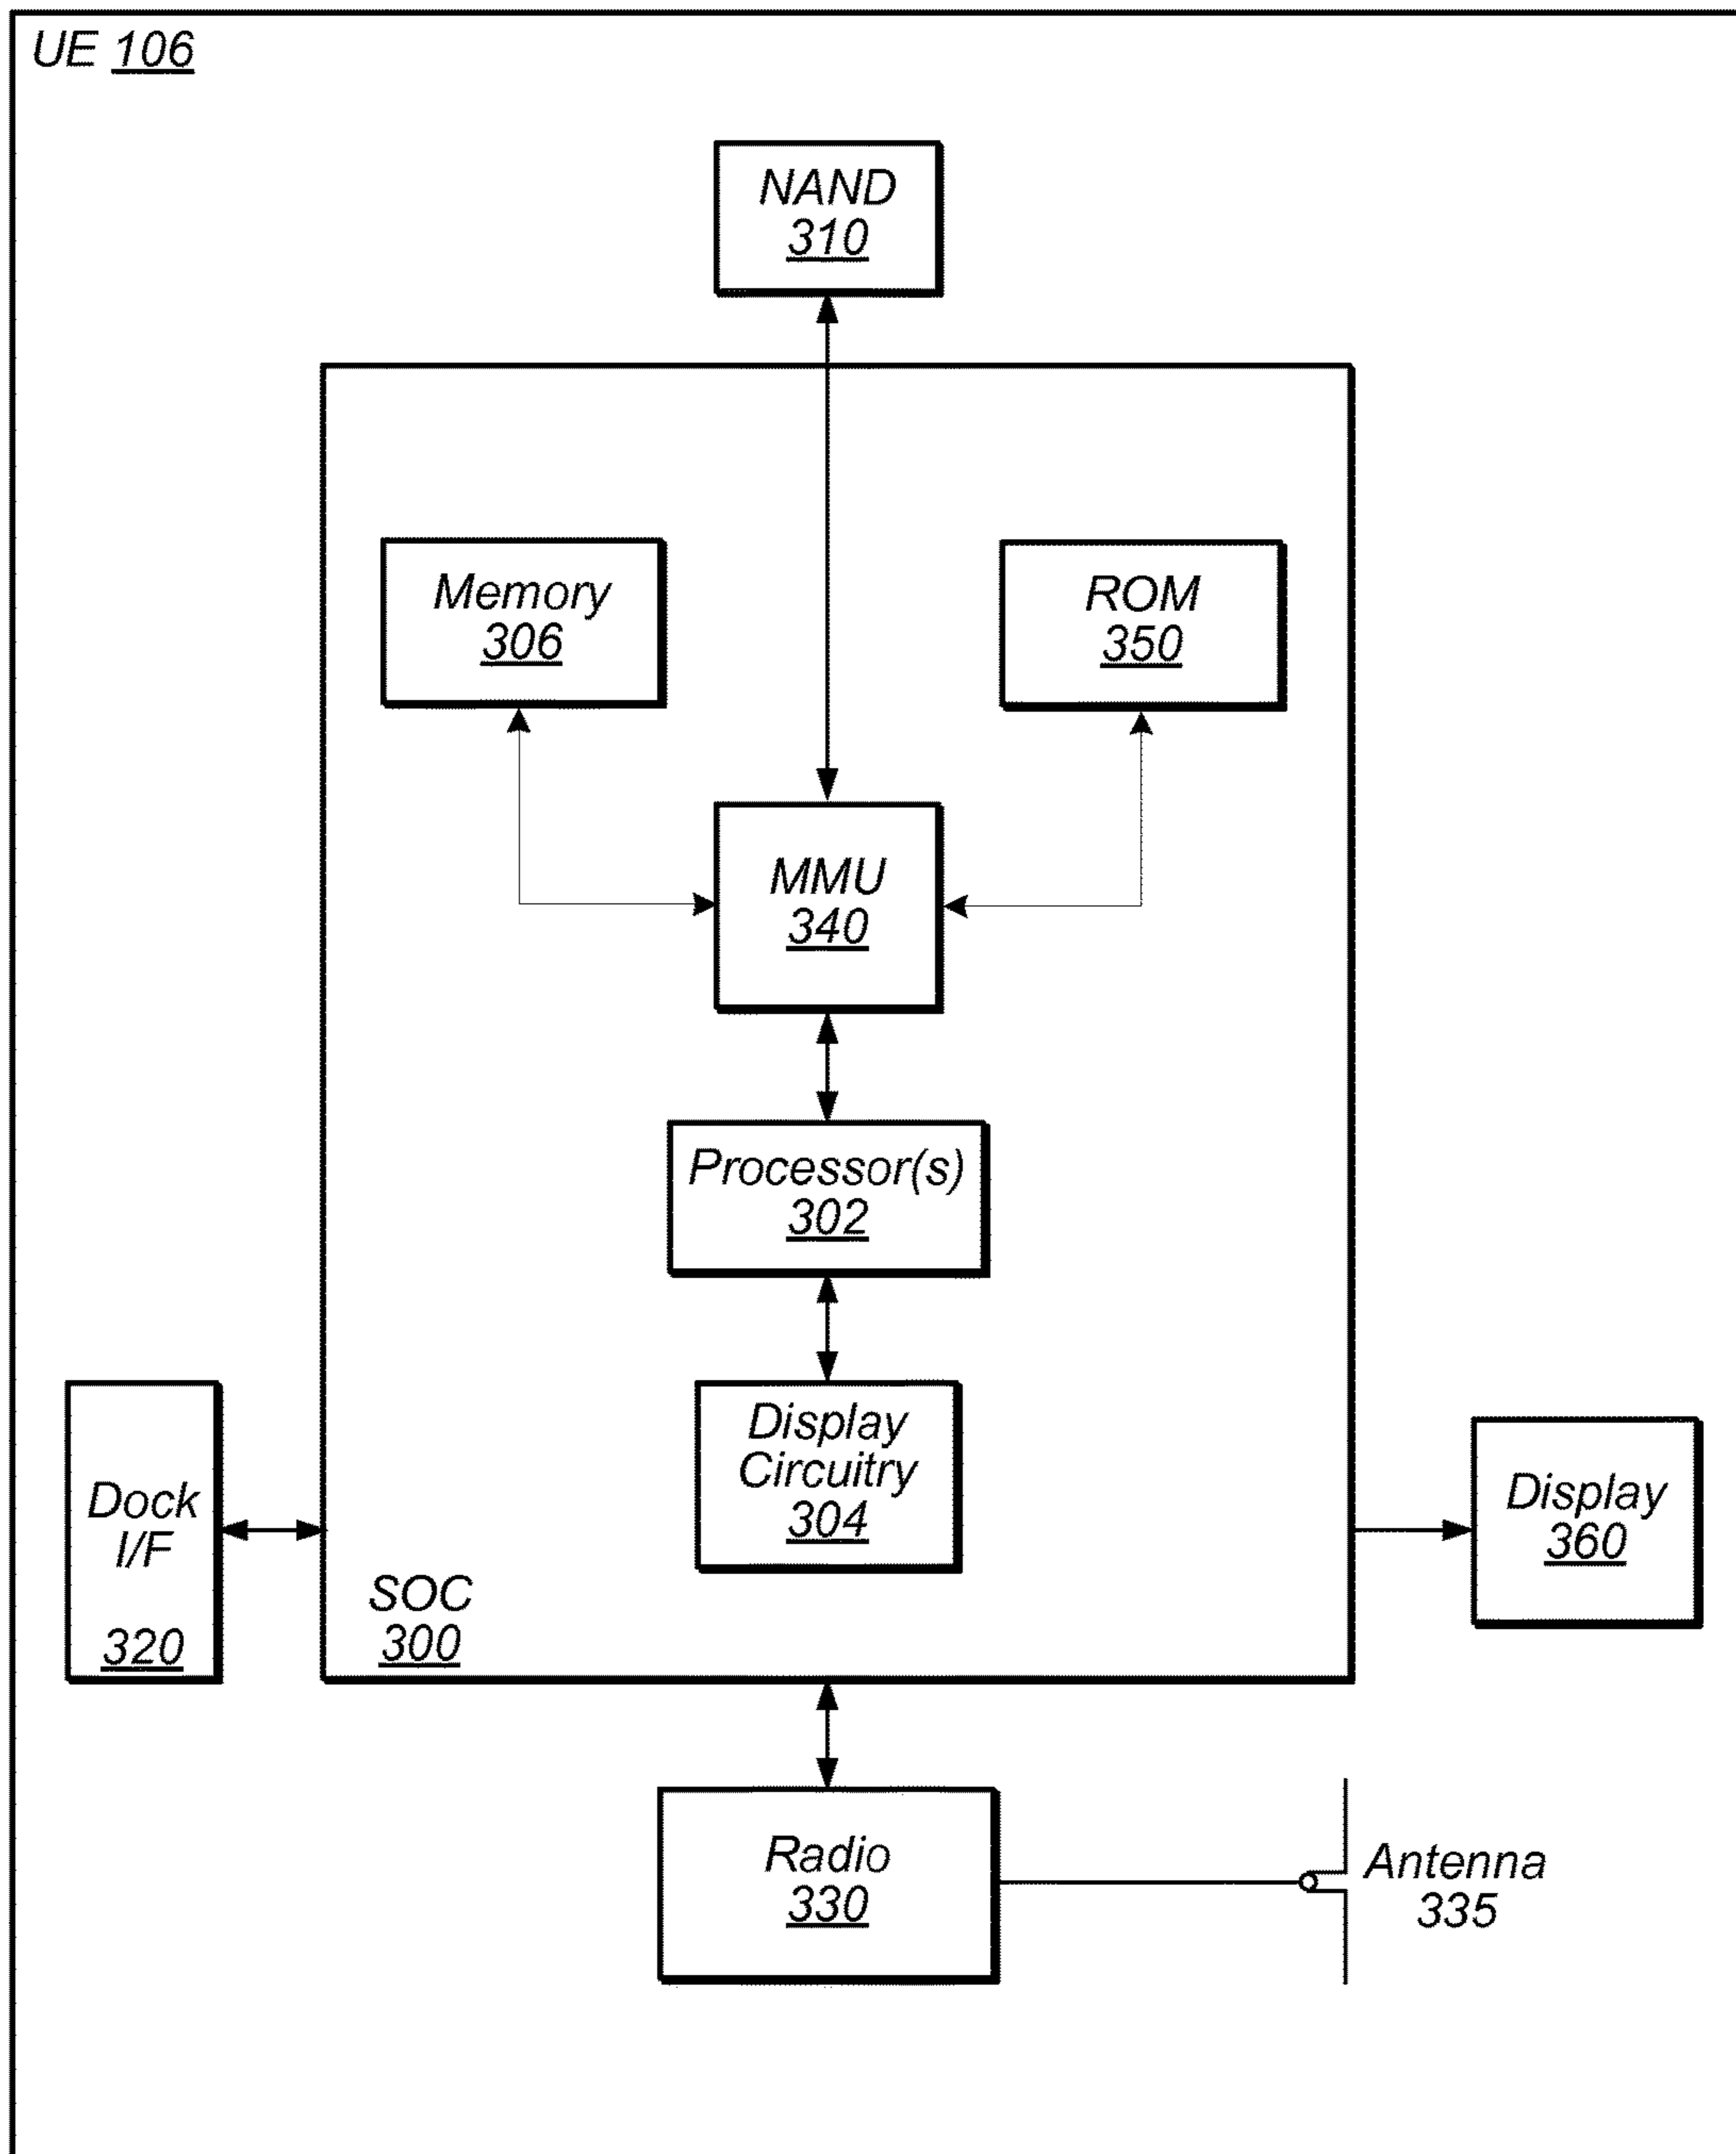 UE 106
NAND
310
Memory
306
ROM
350
MMU
340
Processor(s)
302
Display
Circuitry
304
Dock
I/F
320
SOC
300
Display
360
Radio
330
Antenna
335